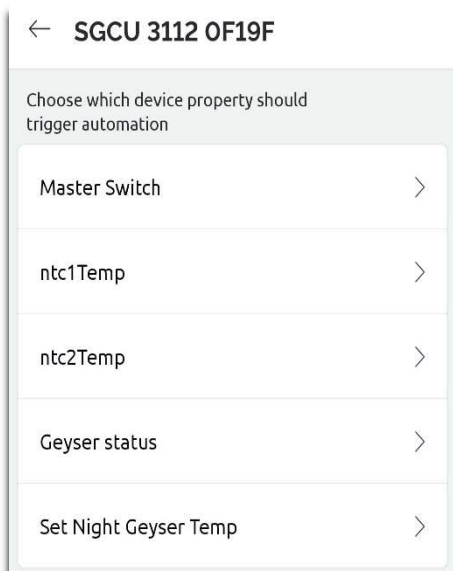 SGCU 3112 0F19F
Choose which device property should
trigger automation
Master Switch
ntc1Temp
ntc2Temp
Geyser status
Set Night Geyser Temp